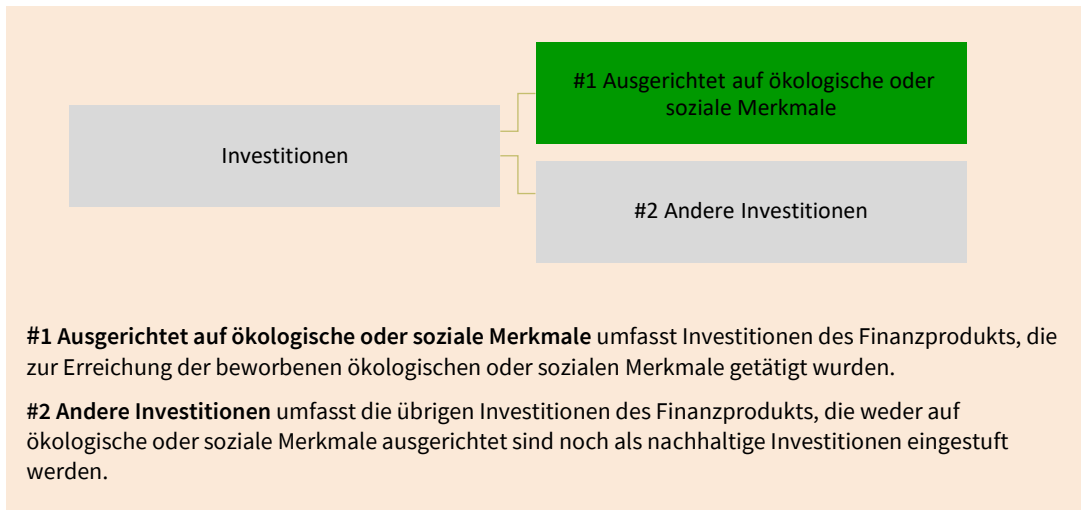 #1 Ausgerichtet auf ökologische oder
soziale Merkmale
Investitionen
#2 Andere Investitionen
#1 Ausgerichtet auf ökologische oder soziale Merkmale umfasst Investitionen des Finanzprodukts, die
zur Erreichung der beworbenen ökologischen oder sozialen Merkmale getätigt wurden.
#2 Andere Investitionen umfasst die übrigen Investitionen des Finanzprodukts, die weder auf
ökologische oder soziale Merkmale ausgerichtet sind noch als nachhaltige Investitionen eingestuft
werden.